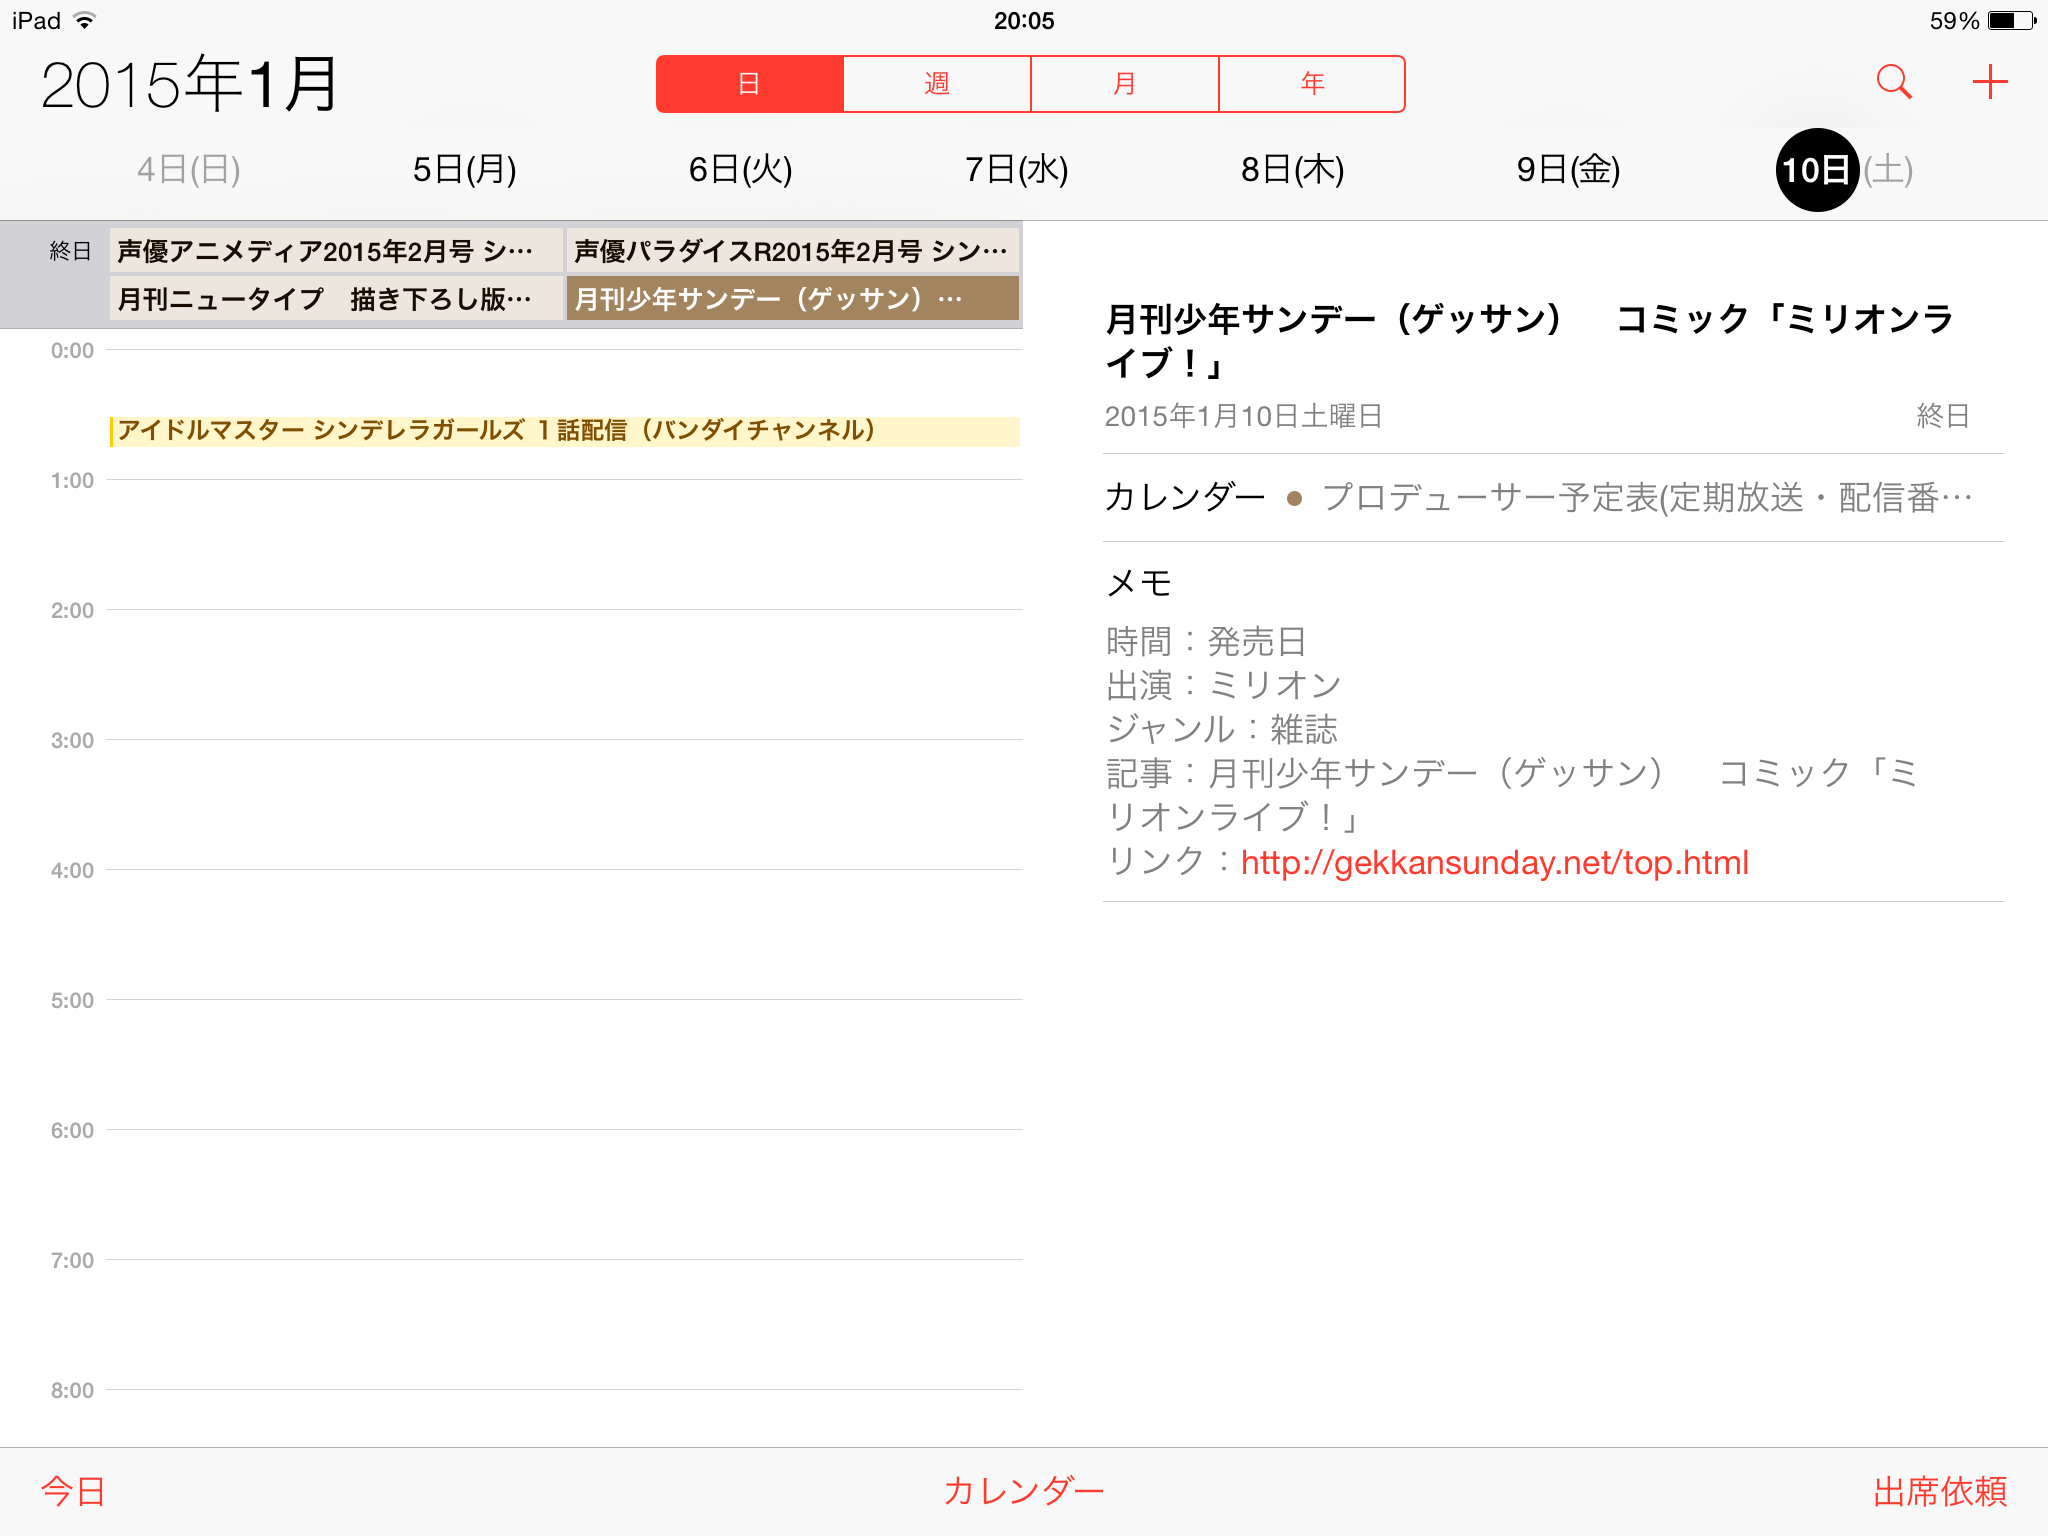 iPad 20:05 59%
2015年1月 日 週 月 年
4日(日) 5日(月) 6日(火) 7日(水) 8日(木) 9日(金) 10日(土)
終日 声優アニメディア2015年2月号 シ… 声優パラダイスR2015年2月号 シン…
月刊ニュータイプ　描き下ろし版… 月刊少年サンデー（ゲッサン）…
0:00
アイドルマスター シンデレラガールズ １話配信（バンダイチャンネル）
1:00
2:00
3:00
4:00
5:00
6:00
7:00
8:00
月刊少年サンデー（ゲッサン）　コミック「ミリオンラ
イブ！」
2015年1月10日土曜日 終日
カレンダー ● プロデューサー予定表(定期放送・配信番…
メモ
時間：発売日
出演：ミリオン
ジャンル：雑誌
記事：月刊少年サンデー（ゲッサン）　コミック「ミ
リオンライブ！」
リンク：http://gekkansunday.net/top.html
今日 カレンダー 出席依頼